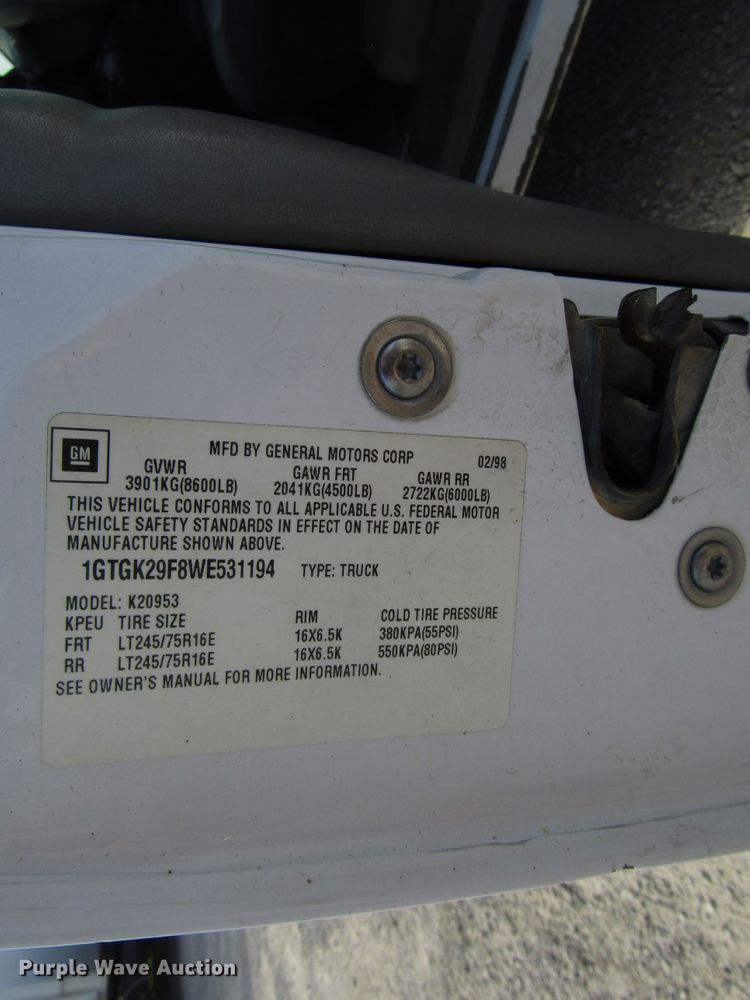 GM
MFD BY GENERAL MOTORS CORP 02/98
GVWR GAWR FRT GAWR RR
3901KG(8600LB) 2041KG(4500LB) 2722KG(6000LB)
THIS VEHICLE CONFORMS TO ALL APPLICABLE U.S. FEDERAL MOTOR
VEHICLE SAFETY STANDARDS IN EFFECT ON THE DATE OF
MANUFACTURE SHOWN ABOVE.
1GTGK29F8WE531194 TYPE: TRUCK
MODEL: K20953
KPEU TIRE SIZE RIM COLD TIRE PRESSURE
FRT LT245/75R16E 16X6.5K 380KPA(55PSI)
RR LT245/75R16E 16X6.5K 550KPA(80PSI)
SEE OWNER'S MANUAL FOR MORE INFORMATION.
Purple Wave Auction